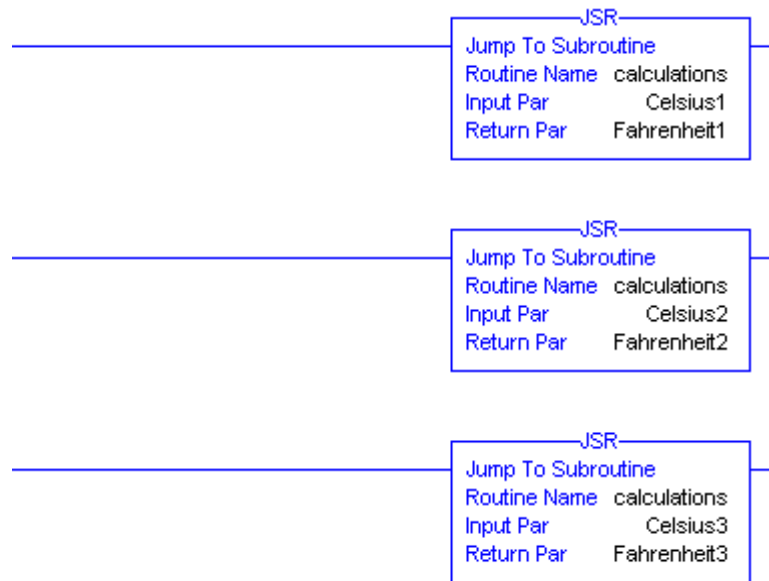 JSR
Jump To Subroutine
Routine Name calculations
Input Par Celsius1
Return Par Fahrenheit1
JSR
Jump To Subroutine
Routine Name calculations
Input Par Celsius2
Return Par Fahrenheit2
JSR
Jump To Subroutine
Routine Name calculations
Input Par Celsius3
Return Par Fahrenheit3